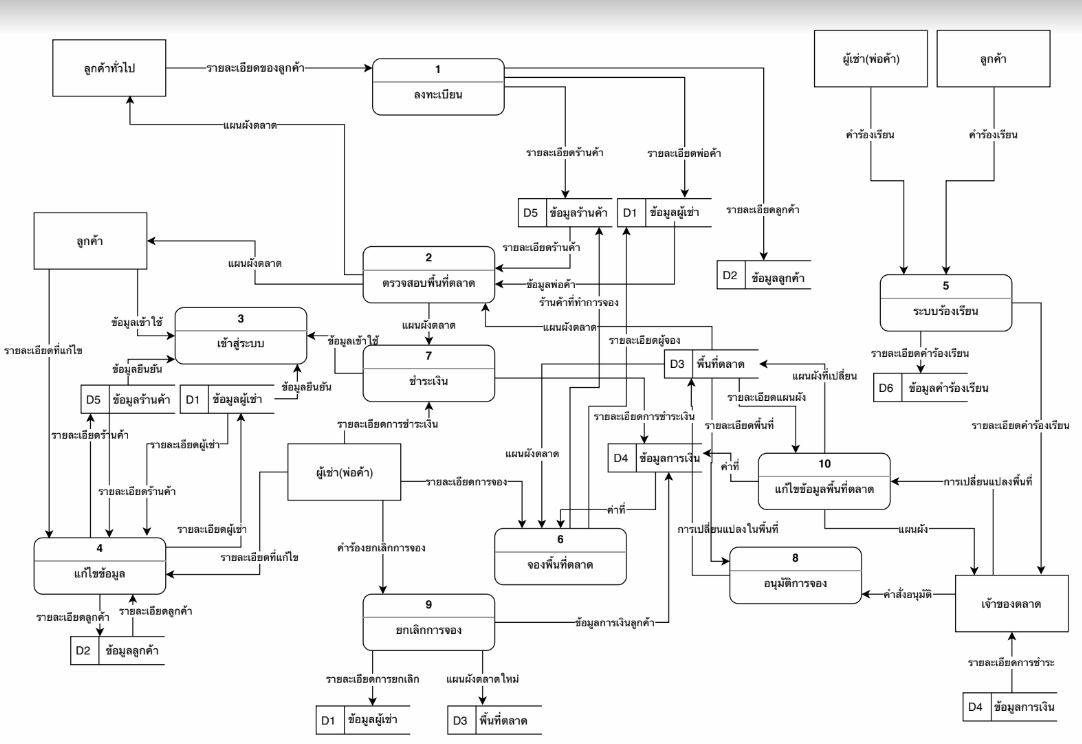 ลูกค้าทั่วไป
รายละเอียดของลูกค้า
1
ลงทะเบียน
ผู้เช่า(พ่อค้า)
ลูกค้า
แผนผังตลาด
คำร้องเรียน
คำร้องเรียน
รายละเอียดร้านค้า
รายละเอียดพ่อค้า
D5
ข้อมูลร้านค้า
D1
ข้อมูลผู้เช่า
รายละเอียดลูกค้า
ลูกค้า
แผนผังตลาด
2
ตรวจสอบพื้นที่ตลาด
รายละเอียดร้านค้า
ข้อมูลพ่อค้า
D2
ข้อมูลลูกค้า
5
ระบบร้องเรียน
ร้านค้าที่ทำการจอง
ข้อมูลเข้าใช้
3
เข้าสู่ระบบ
แผนผังตลาด
แผนผังตลาด
ข้อมูลเข้าใช้
รายละเอียดผู้จอง
รายละเอียดที่แก้ไข
7
ชำระเงิน
D3
พื้นที่ตลาด
แผนผังที่เปลี่ยน
รายละเอียดคำร้องเรียน
ข้อมูลยืนยัน
ข้อมูลยืนยัน
D6
ข้อมูลคำร้องเรียน
D5
ข้อมูลร้านค้า
D1
ข้อมูลผู้เช่า
รายละเอียดแผนผัง
รายละเอียดการชำระเงิน
รายละเอียดการชำระเงิน
รายละเอียดพื้นที่
รายละเอียดคำร้องเรียน
รายละเอียดร้านค้า
รายละเอียดผู้เช่า
แผนผังตลาด
D4
ข้อมูลการเงิน
ค่าที่
10
แก้ไขข้อมูลพื้นที่ตลาด
ผู้เช่า(พ่อค้า)
รายละเอียดการจอง
การเปลี่ยนแปลงพื้นที่
รายละเอียดร้านค้า
ค่าที่
รายละเอียดผู้เช่า
การเปลี่ยนแปลงในพื้นที่
แผนผัง
4
แก้ไขข้อมูล
รายละเอียดที่แก้ไข
คำร้องยกเลิกการจอง
6
จองพื้นที่ตลาด
8
อนุมัติการจอง
คำสั่งอนุมัติ
เจ้าของตลาด
รายละเอียดลูกค้า
รายละเอียดลูกค้า
9
ยกเลิกการจอง
ข้อมูลการเงินลูกค้า
D2
ข้อมูลลูกค้า
รายละเอียดการชำระ
รายละเอียดการยกเลิก
แผนผังตลาดใหม่
D1
ข้อมูลผู้เช่า
D3
พื้นที่ตลาด
D4
ข้อมูลการเงิน